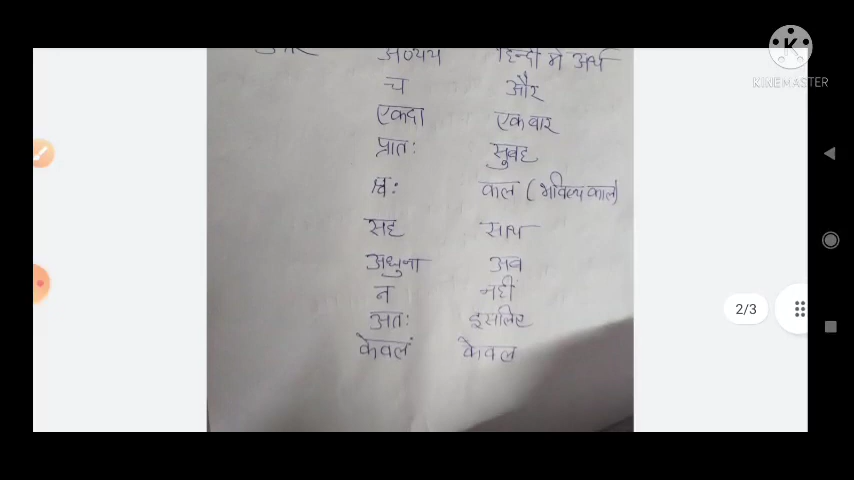 अव्यय हिन्दी में अर्थ
च और
एकदा एक बार
प्रातः सुबह
श्वः कल (भविष्य काल)
सह साथ
अधुना अब
न नहीं
अतः इसलिए
केवलं केवल
2/3
KINEMASTER